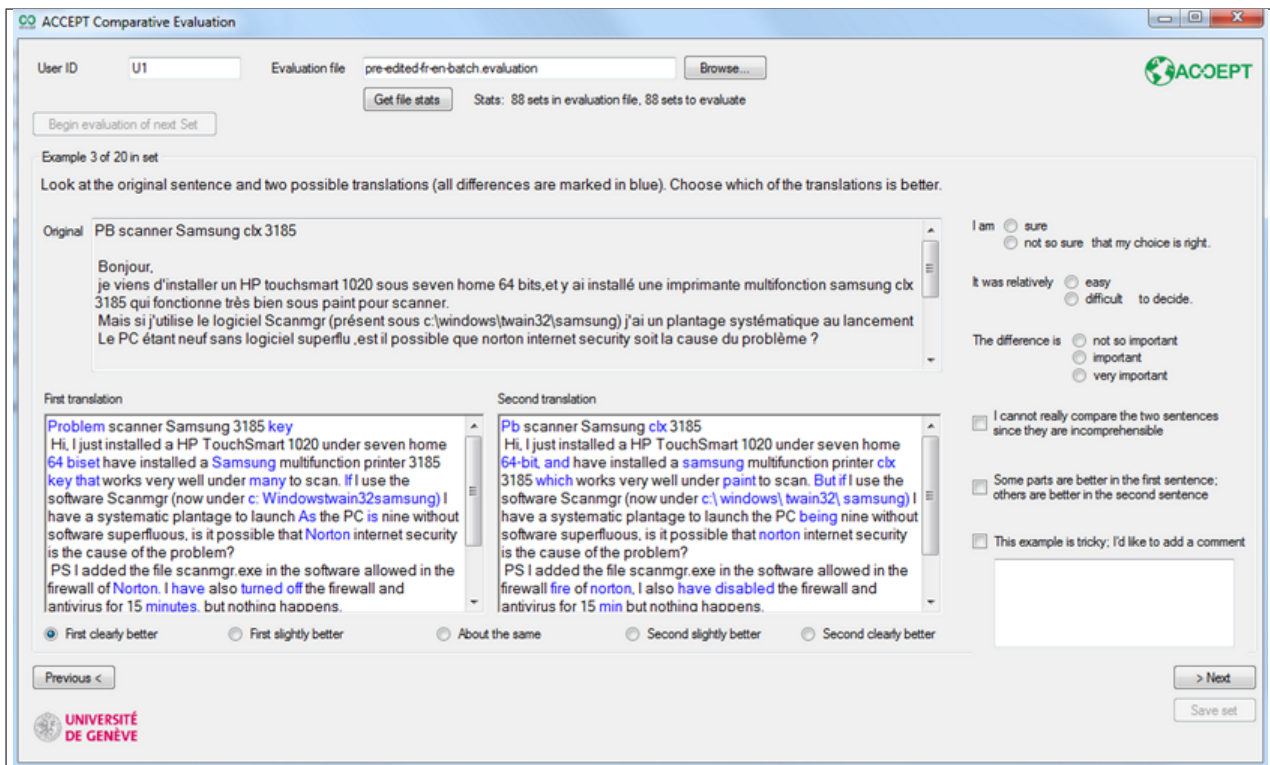 ACCEPT Comparative Evaluation
User ID
U1
Evaluation file
pre-edited-fr-en-batch.evaluation
Browse...
ACCEPT
Get file stats
Stats: 88 sets in evaluation file, 88 sets to evaluate
Begin evaluation of next Set
Example 3 of 20 in set
Look at the original sentence and two possible translations (all differences are marked in blue). Choose which of the translations is better.
Original
PB scanner Samsung clx 3185
Bonjour,
je viens d'installer un HP touchsmart 1020 sous seven home 64 bits,et y ai installé une imprimante multifonction samsung clx
3185 qui fonctionne très bien sous paint pour scanner.
Mais si j'utilise le logiciel Scanmgr (présent sous c:\windows\twain32\samsung) j'ai un plantage systématique au lancement
Le PC étant neuf sans logiciel superflu ,est il possible que norton internet security soit la cause du problème ?
First translation
Problem scanner Samsung 3185 key
Hi, I just installed a HP TouchSmart 1020 under seven home
64 biset have installed a Samsung multifunction printer 3185
key that works very well under many to scan. If I use the
software Scanmgr (now under c: Windowstwain32samsung) I
have a systematic plantage to launch As the PC is nine without
software superfluous, is it possible that Norton internet security
is the cause of the problem?
PS I added the file scanmgr.exe in the software allowed in the
firewall of Norton. I have also turned off the firewall and
antivirus for 15 minutes, but nothing happens.
Second translation
Pb scanner Samsung clx 3185
Hi, I just installed a HP TouchSmart 1020 under seven home
64-bit, and have installed a samsung multifunction printer clx
3185 which works very well under paint to scan. But if I use the
software Scanmgr (now under c:\ windows\ twain32\ samsung) I
have a systematic plantage to launch the PC being nine without
software superfluous, is it possible that norton internet security
is the cause of the problem?
PS I added the file scanmgr.exe in the software allowed in the
firewall fire of norton, I also have disabled the firewall and
antivirus for 15 min but nothing happens.
First clearly better
First slightly better
About the same
Second slightly better
Second clearly better
I am
sure
not so sure that my choice is right.
It was relatively
easy
difficult to decide.
The difference is
not so important
important
very important
I cannot really compare the two sentences
since they are incomprehensible
Some parts are better in the first sentence;
others are better in the second sentence
This example is tricky; I'd like to add a comment
Previous <
> Next
Save set
UNIVERSITÉ
DE GENÈVE